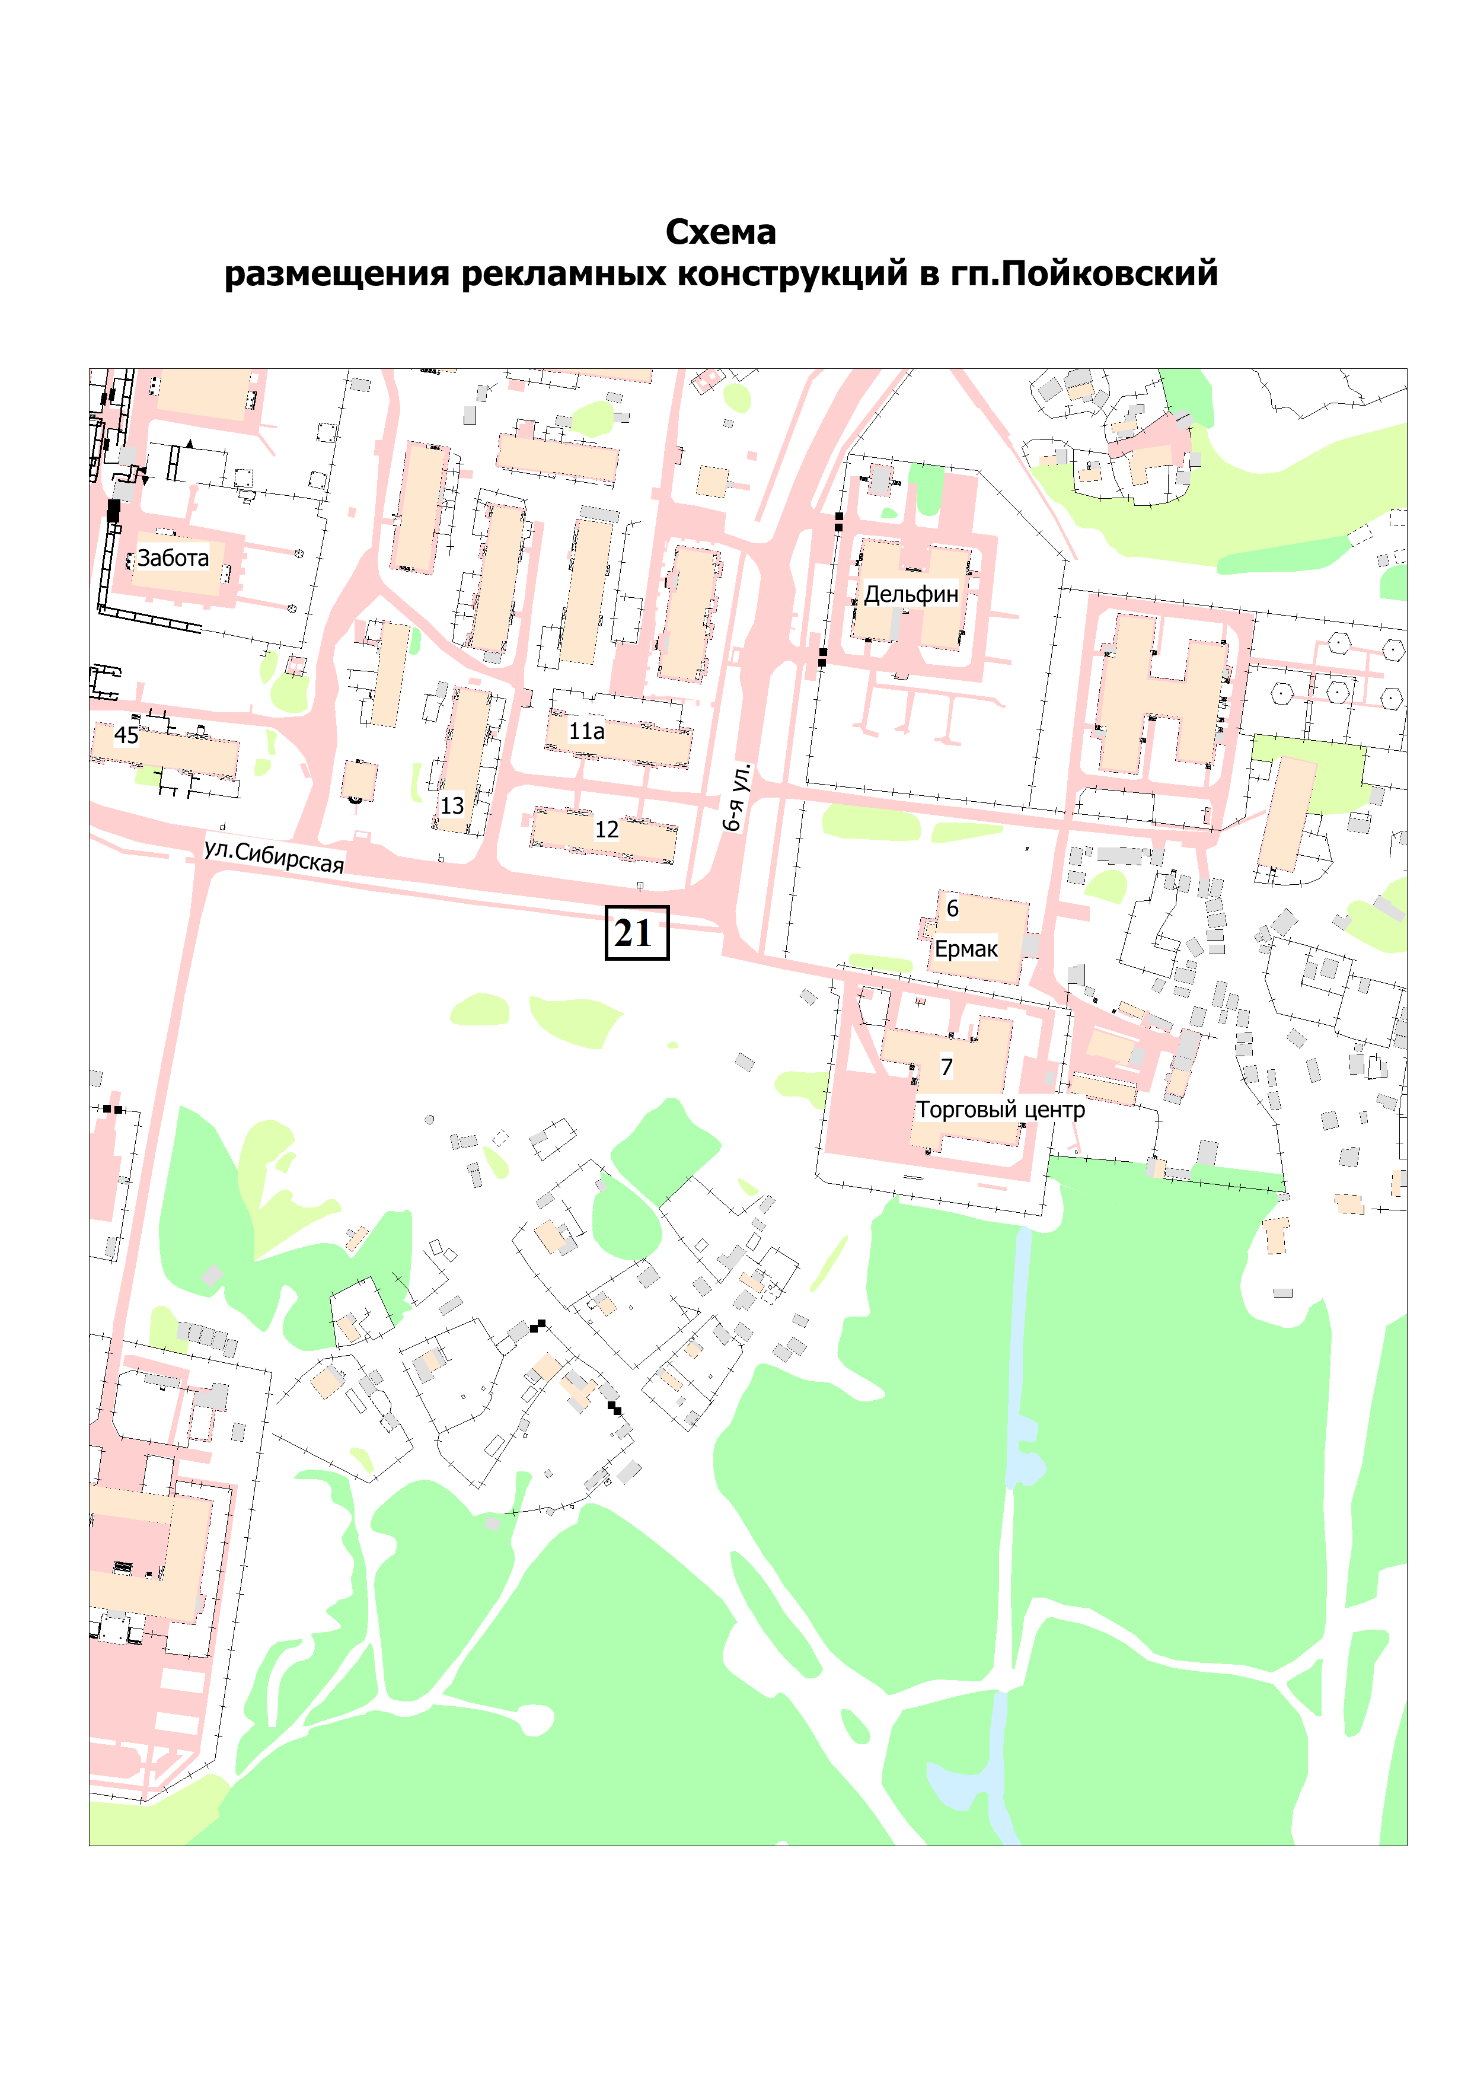 Схема
размещения рекламных конструкций в гп.Пойковский
Забота
Дельфин
45
11а
6-я ул.
13
12
ул.Сибирская
6
21
Ермак
7
Торговый центр